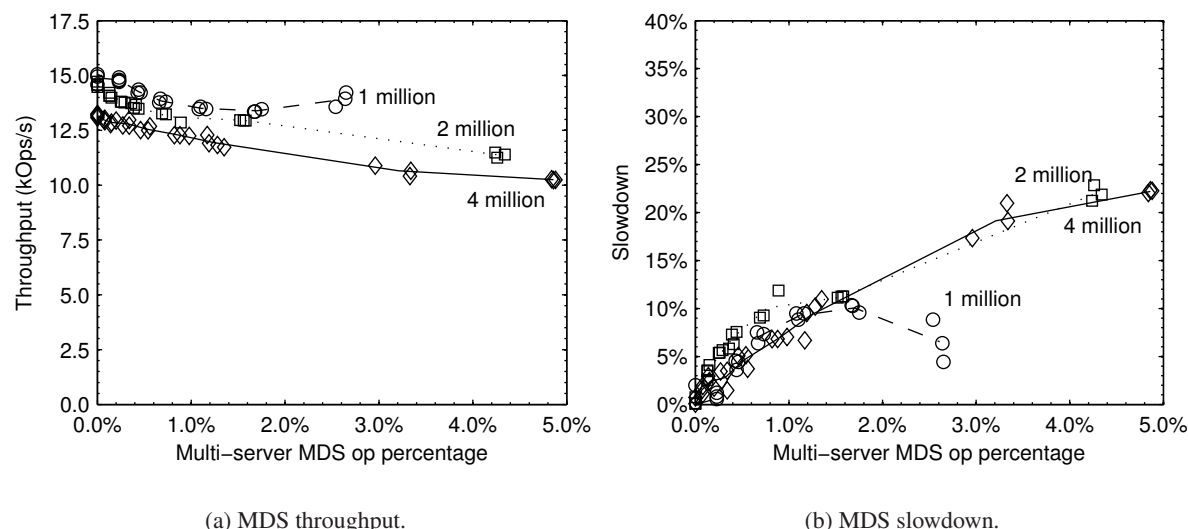 17.5
15.0
12.5
10.0
7.5
5.0
2.5
0.0
Throughput (kOps/s)
1 million
2 million
4 million
0.0% 1.0% 2.0% 3.0% 4.0% 5.0%
Multi−server MDS op percentage
(a) MDS throughput.
40%
35%
30%
25%
20%
15%
10%
5%
0%
Slowdown
2 million
4 million
1 million
0.0% 1.0% 2.0% 3.0% 4.0% 5.0%
Multi−server MDS op percentage
(b) MDS slowdown.